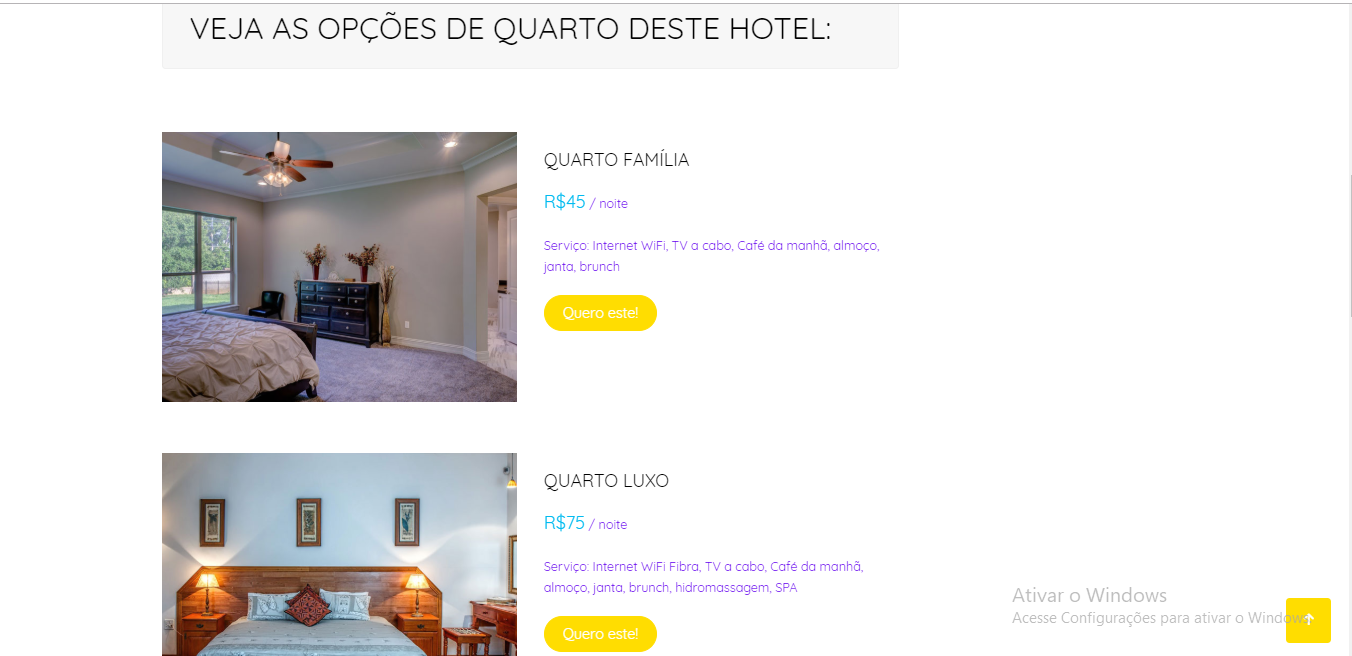 VEJA AS OPÇÕES DE QUARTO DESTE HOTEL:
QUARTO FAMÍLIA
R$45 / noite
Serviço: Internet WiFi, TV a cabo, Café da manhã, almoço,
janta, brunch
Quero este!
QUARTO LUXO
R$75 / noite
Serviço: Internet WiFi Fibra, TV a cabo, Café da manhã,
almoço, janta, brunch, hidromassagem, SPA
Quero este!
Ativar o Windows
Acesse Configurações para ativar o Windows.